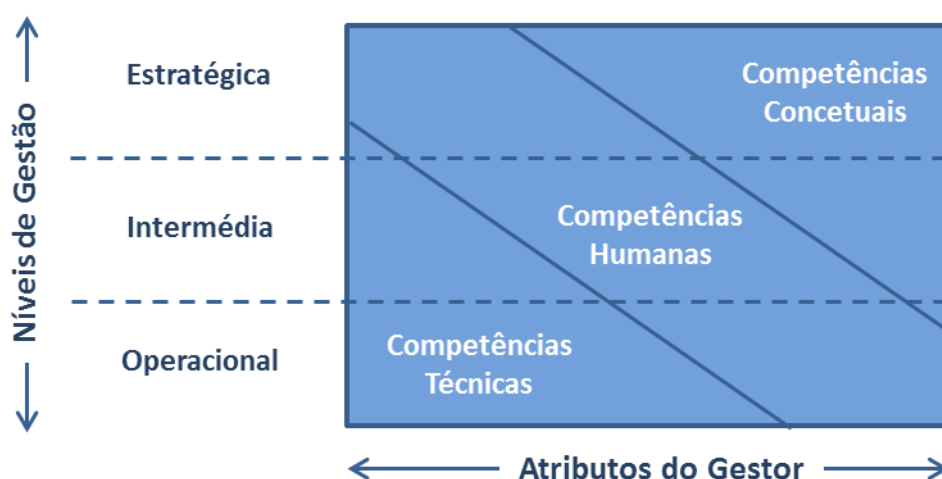 Níveis de Gestão
Estratégica
Intermédia
Operacional
Competências
Concetuais
Competências
Humanas
Competências
Técnicas
Atributos do Gestor